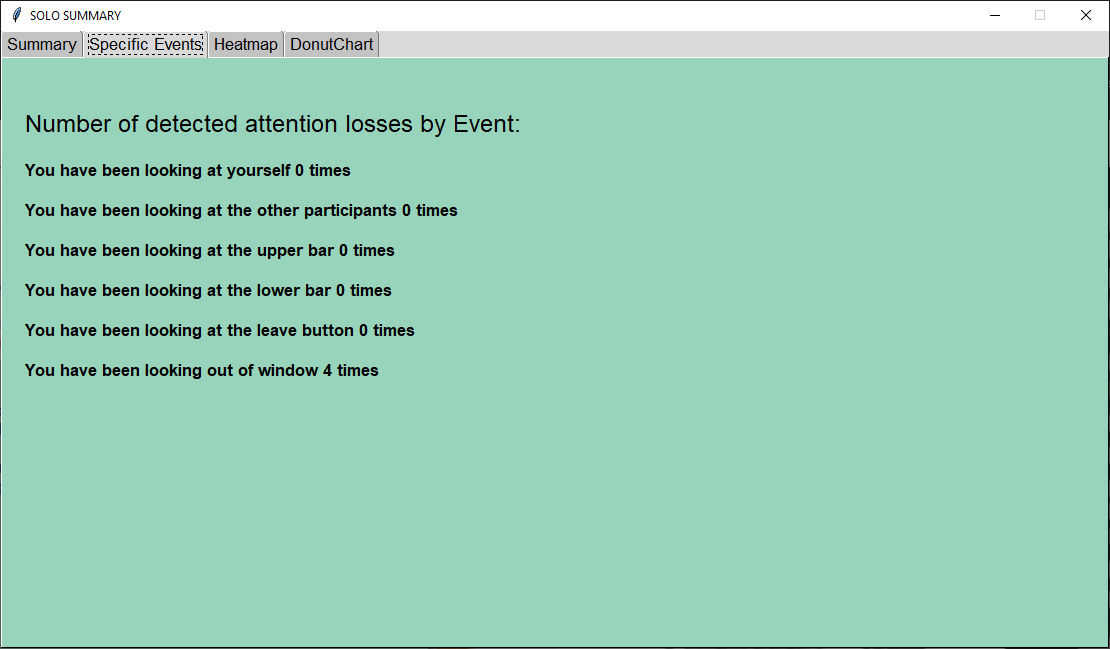 SOLO SUMMARY
Summary Specific Events Heatmap DonutChart
Number of detected attention losses by Event:
You have been looking at yourself 0 times
You have been looking at the other participants 0 times
You have been looking at the upper bar 0 times
You have been looking at the lower bar 0 times
You have been looking at the leave button 0 times
You have been looking out of window 4 times